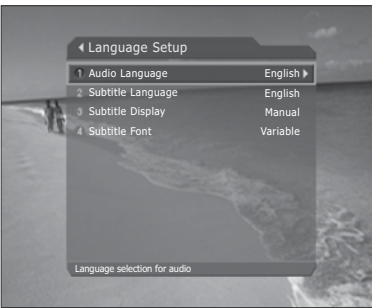 Language Setup
1 Audio Language English
2 Subtitle Language English
3 Subtitle Display Manual
4 Subtitle Font Variable
Language selection for audio